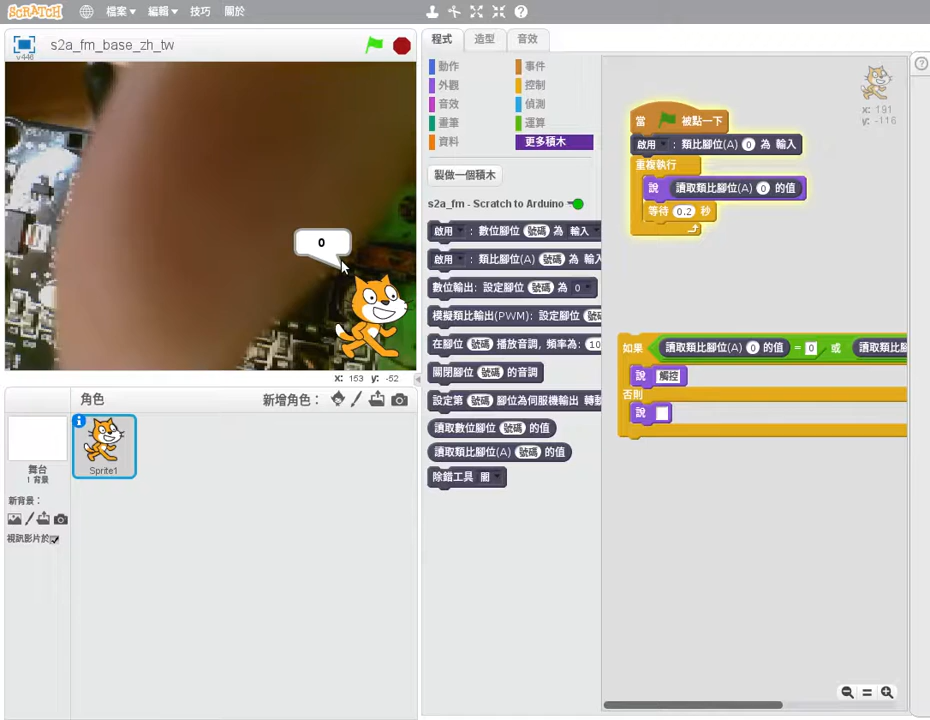 SCRATCH 檔案▼ 編輯▼ 技巧 關於
v446 s2a_fm_base_zh_tw
0
x: 153 y: -52
角色 新增角色：
舞台
1 背景
新背景：
視訊影片於
Sprite1
程式 造型 音效
動作 事件
外觀 控制
音效 偵測
畫筆 運算
資料 更多積木
製做一個積木
s2a_fm - Scratch to Arduino
啟用 : 數位腳位 號碼 為 輸入
啟用 : 類比腳位(A) 號碼 為 輸入
數位輸出: 設定腳位 號碼 為 0
模擬類比輸出(PWM): 設定腳位 號碼
在腳位 號碼 播放音調, 頻率為: 10
關閉腳位 號碼 的音調
設定第 號碼 腳位為伺服機輸出 轉動
讀取數位腳位 號碼 的值
讀取類比腳位(A) 號碼 的值
除錯工具 關
x: 191
y: -116
當 被點一下
啟用 : 類比腳位(A) 0 為 輸入
重複執行
說 讀取類比腳位(A) 0 的值
等待 0.2 秒
如果 讀取類比腳位(A) 0 的值 = 0 或 讀取類比腳
說 觸控
否則
說